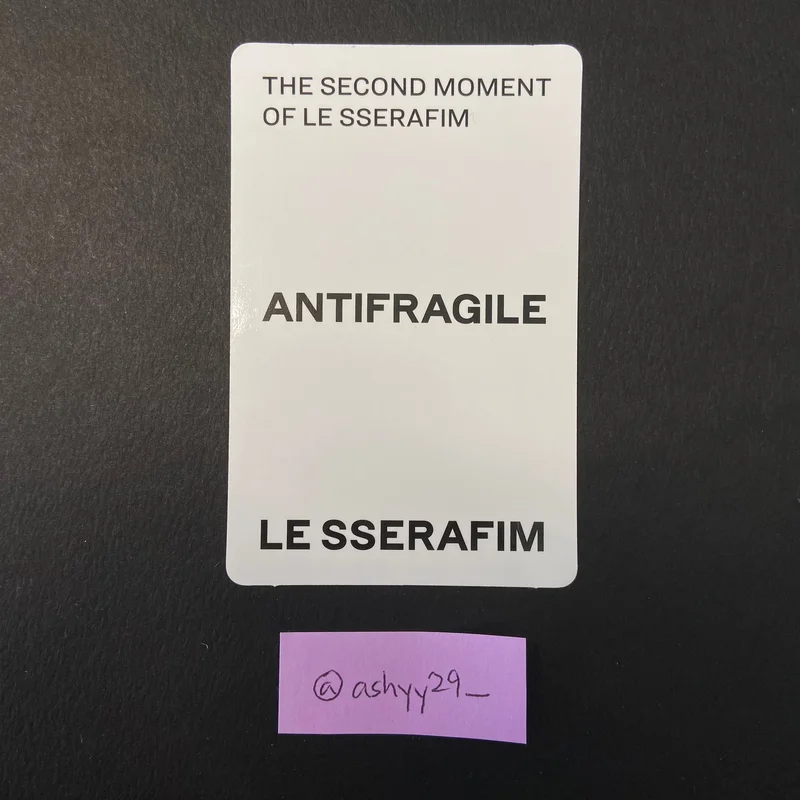 THE SECOND MOMENT
OF LE SSERAFIM
ANTIFRAGILE
LE SSERAFIM
@ashyy29_